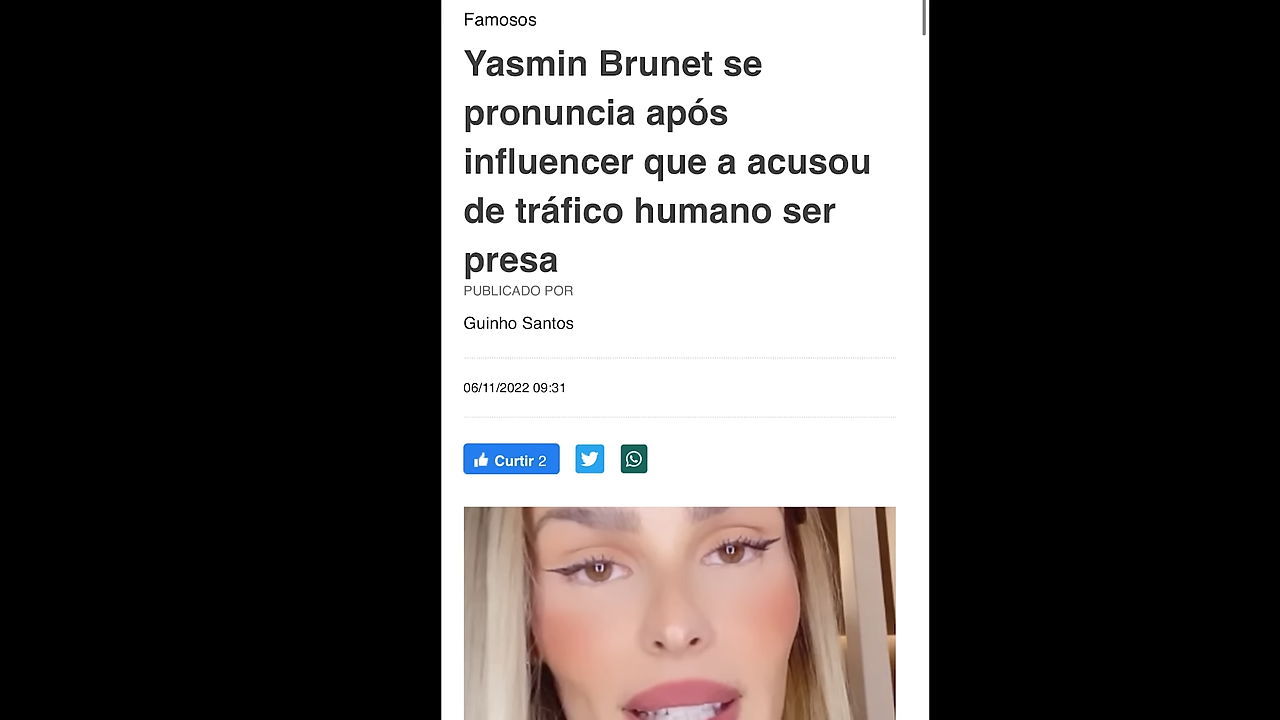 Famosos
Yasmin Brunet se
pronuncia após
influencer que a acusou
de tráfico humano ser
presa
PUBLICADO POR
Guinho Santos
06/11/2022 09:31
Curtir 2